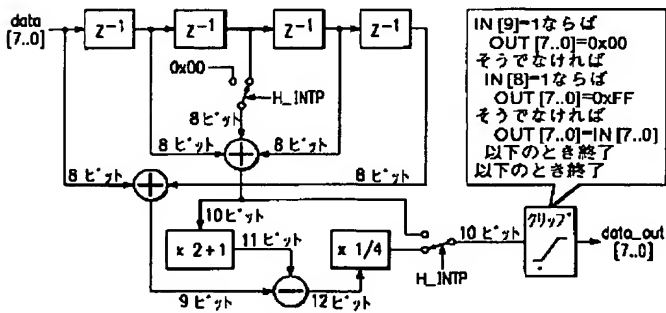 data
[7..0]
z⁻¹
z⁻¹
z⁻¹
z⁻¹
0x00
H_INTP
8ビット
8ビット
8ビット
8ビット
8ビット
10ビット
x 2+1
11ビット
9ビット
12ビット
x 1/4
H_INTP
10ビット
クリップ
data_out
[7..0]
IN [9]=1ならば
OUT [7..0]=0x00
そうでなければ
IN [8]=1ならば
OUT [7..0]=0xFF
そうでなければ
OUT [7..0]=IN [7..0]
以下のとき終了
以下のとき終了